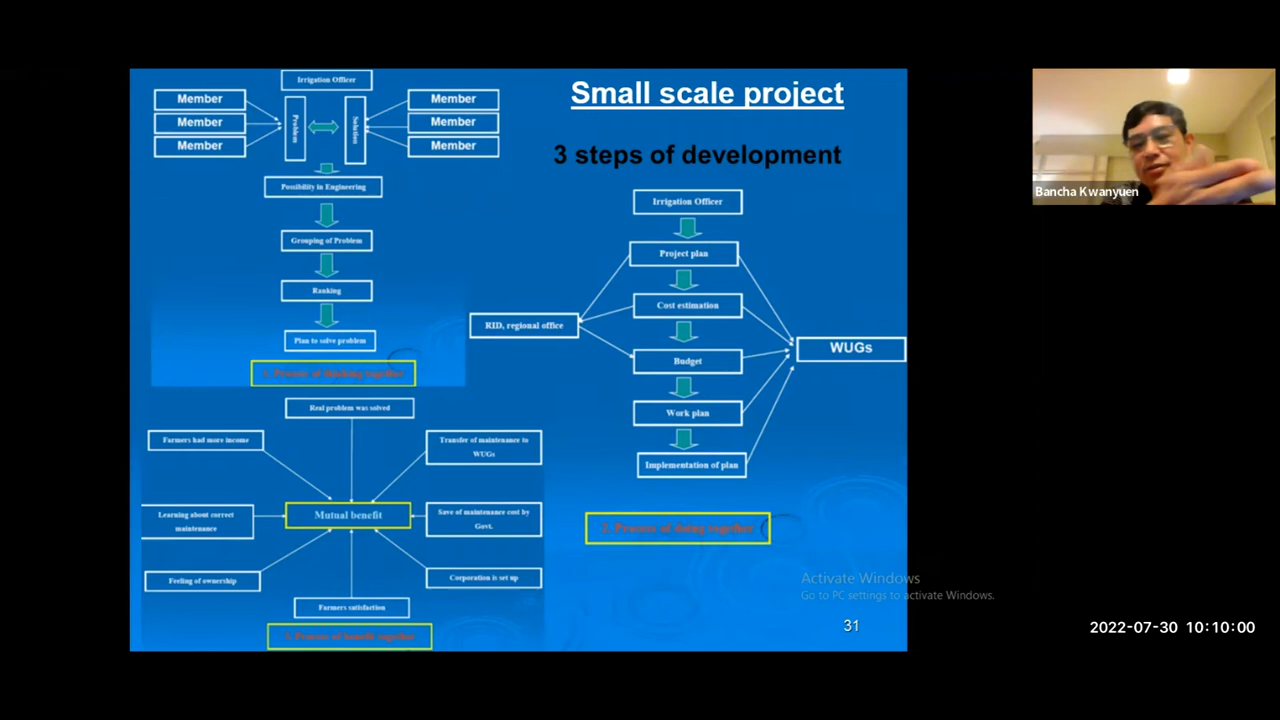 Small scale project
3 steps of development
Irrigation Officer
Member
Member
Member
Problem
Solution
Member
Member
Member
Possibility in Engineering
Grouping of Problem
Ranking
Plan to solve problem
1. Process of thinking together
Irrigation Officer
Project plan
Cost estimation
RID, regional office
Budget
WUGs
Work plan
Implementation of plan
2. Process of doing together
Real problem was solved
Farmers had more income
Transfer of maintenance to
WUGs
Learning about correct
maintenance
Mutual benefit
Save of maintenance cost by
Govt.
Feeling of ownership
Corporation is set up
Farmers satisfaction
3. Process of benefit together
31
Activate Windows
Go to PC settings to activate Windows.
Bancha Kwanyuen
2022-07-30 10:10:00